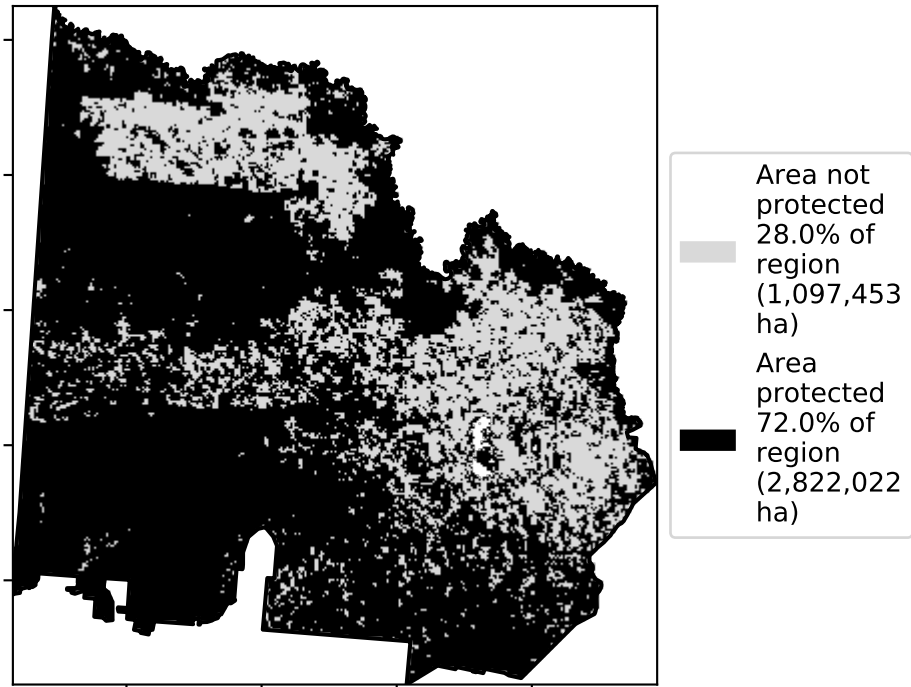 Area not
protected
28.0% of
region
(1,097,453
ha)
Area
protected
72.0% of
region
(2,822,022
ha)